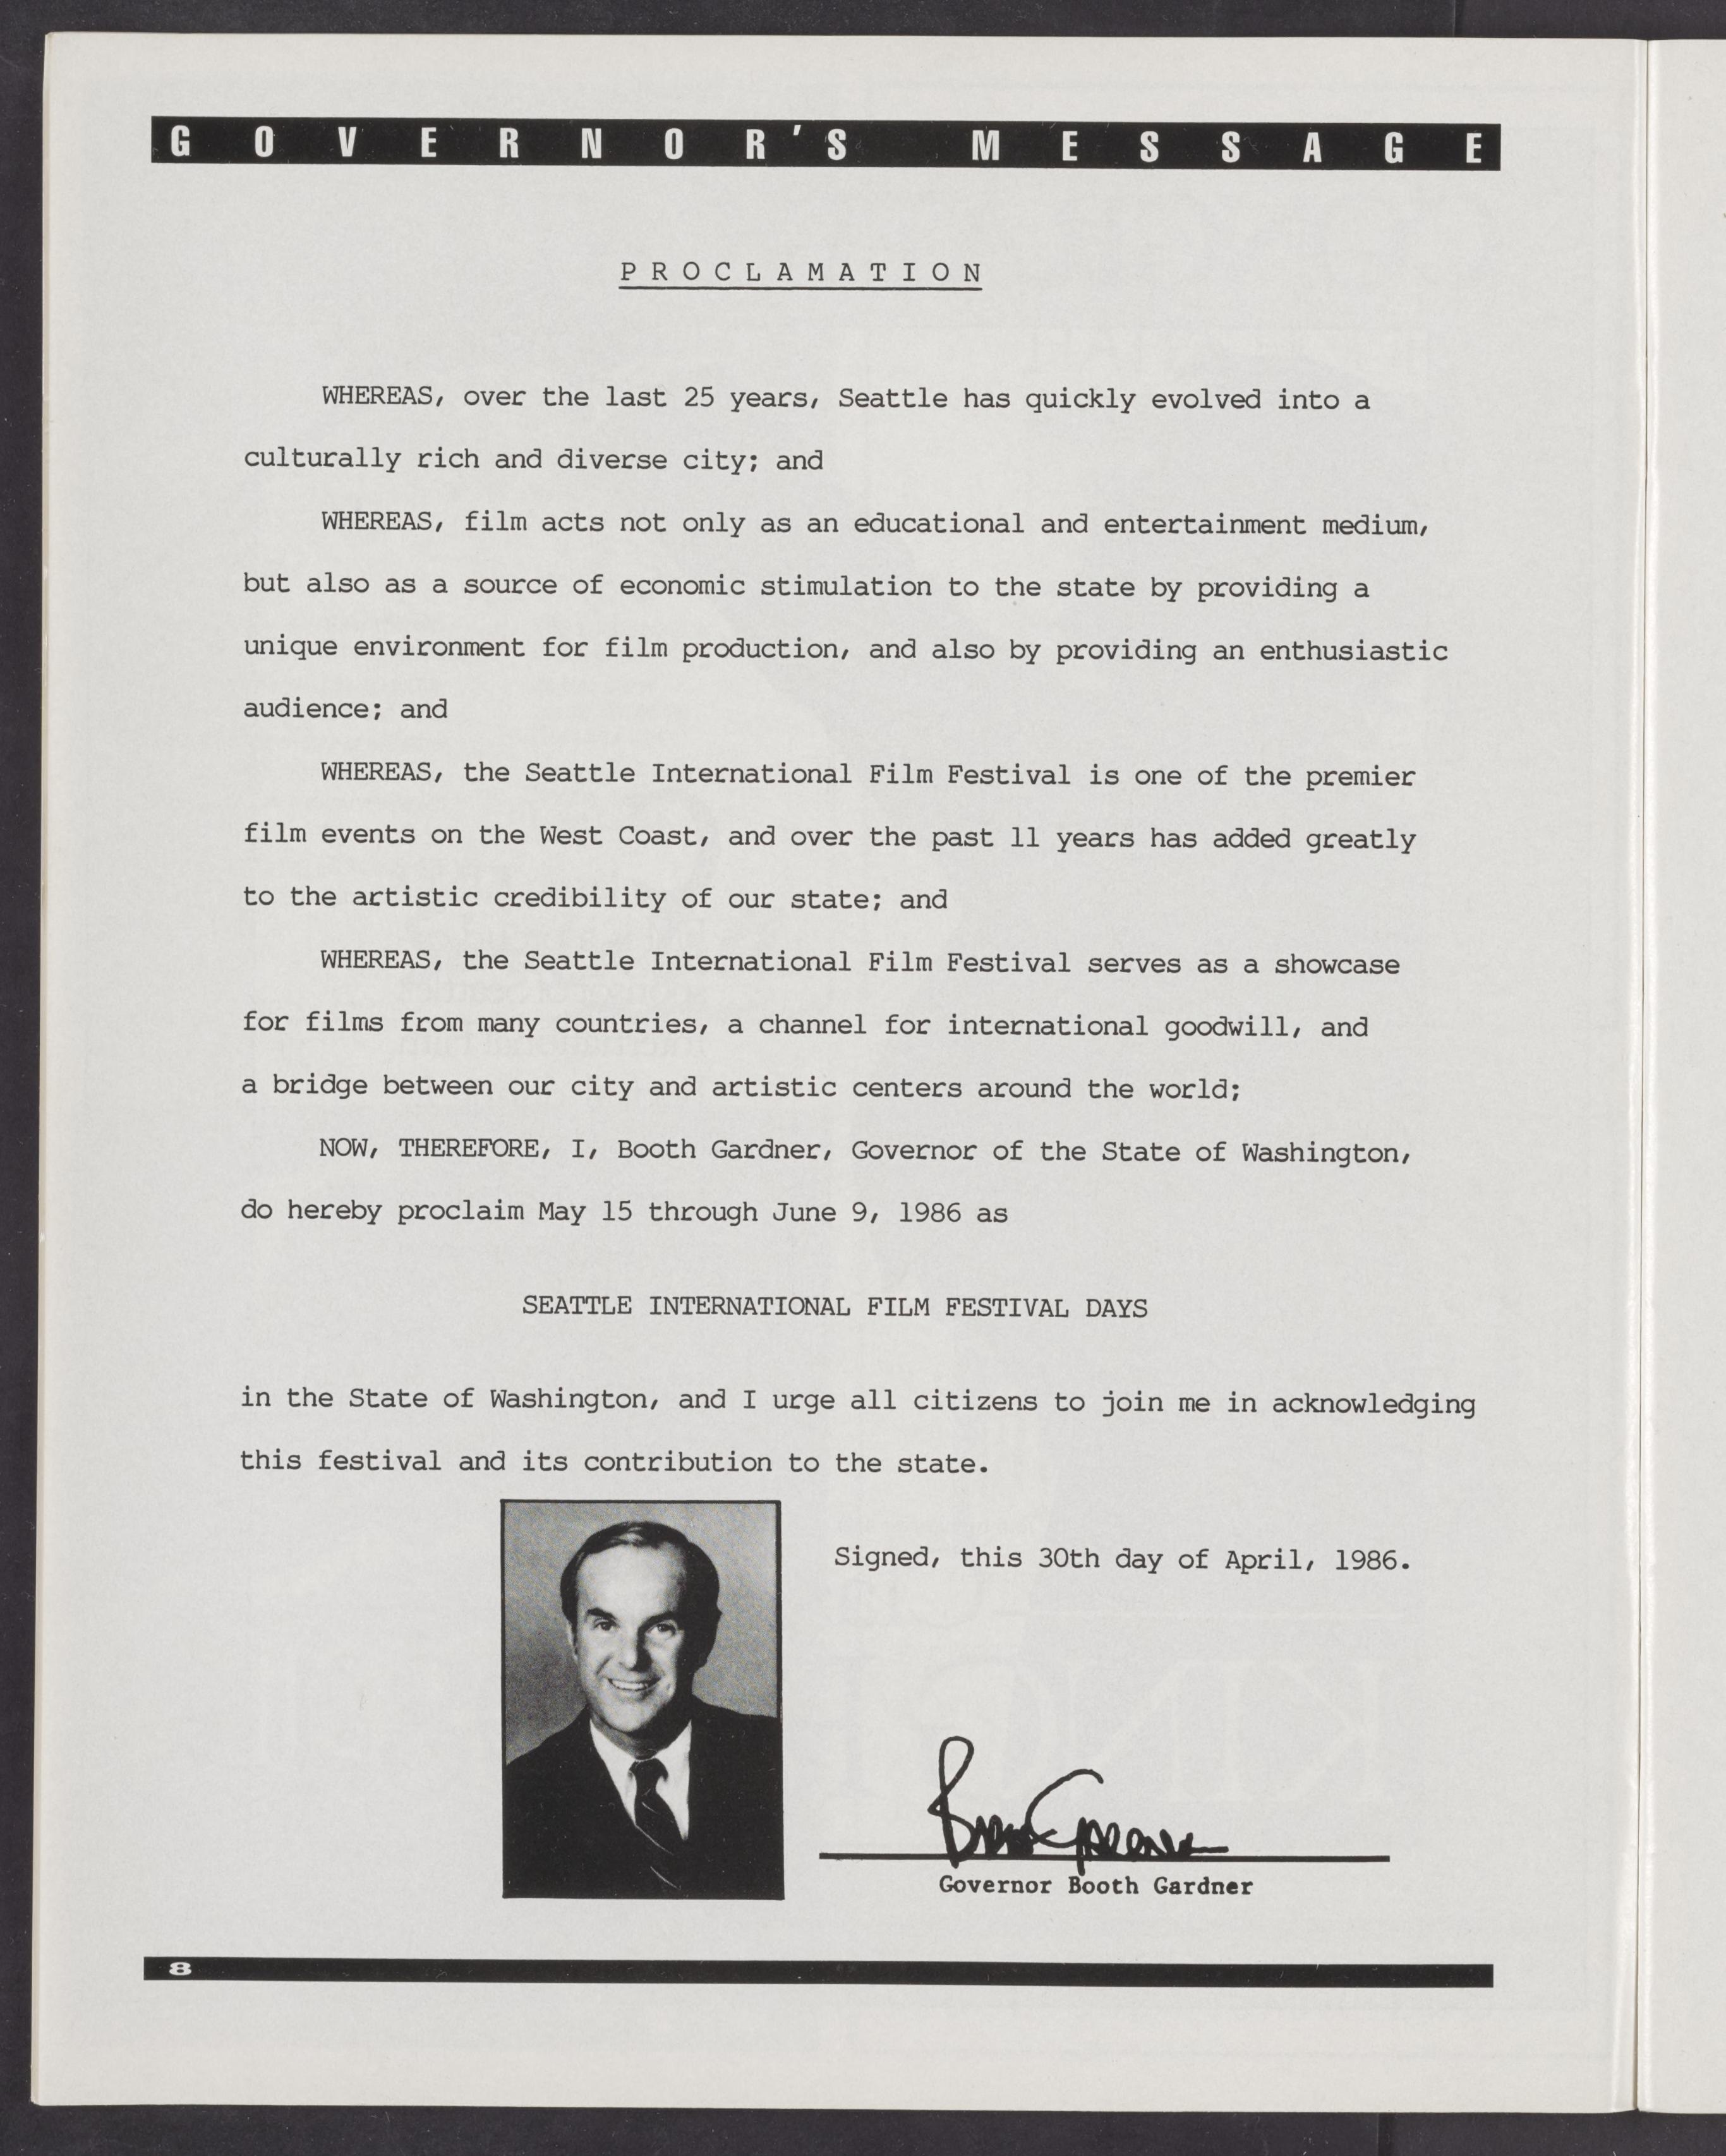 GOVERNOR'S MESSAGE
PROCLAMATION
WHEREAS, over the last 25 years, Seattle has quickly evolved into a
culturally rich and diverse city; and
WHEREAS, film acts not only as an educational and entertainment medium,
but also as a source of economic stimulation to the state by providing a
unique environment for film production, and also by providing an enthusiastic
audience; and
WHEREAS, the Seattle International Film Festival is one of the premier
film events on the West Coast, and over the past 11 years has added greatly
to the artistic credibility of our state; and
WHEREAS, the Seattle International Film Festival serves as a showcase
for films from many countries, a channel for international goodwill, and
a bridge between our city and artistic centers around the world;
NOW, THEREFORE, I, Booth Gardner, Governor of the State of Washington,
do hereby proclaim May 15 through June 9, 1986 as
SEATTLE INTERNATIONAL FILM FESTIVAL DAYS
in the State of Washington, and I urge all citizens to join me in acknowledging
this festival and its contribution to the state.
Signed, this 30th day of April, 1986.
Booth Gardner
Governor Booth Gardner
8